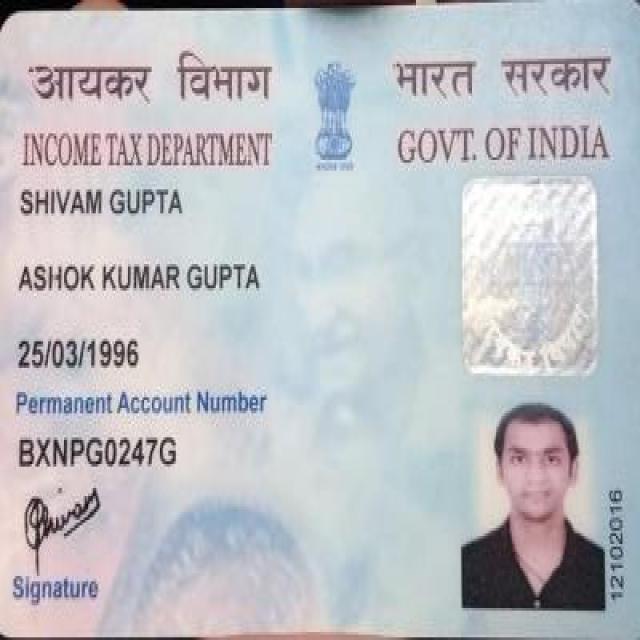 आयकर विभाग
भारत सरकार
INCOME TAX DEPARTMENT
GOVT. OF INDIA
SHIVAM GUPTA
ASHOK KUMAR GUPTA
25/03/1996
Permanent Account Number
BXNPG0247G
Shivam
Signature
12102016